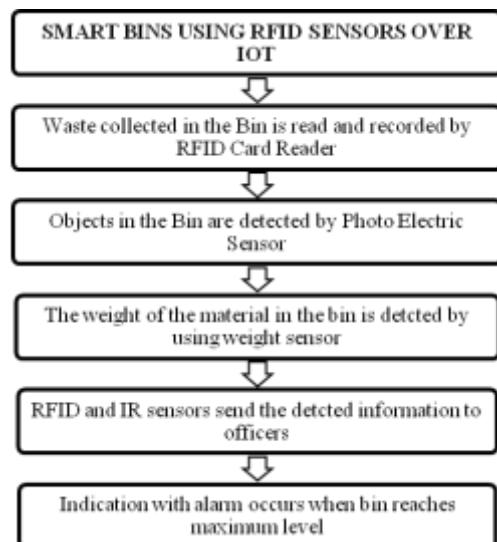 SMART BINS USING RFID SENSORS OVER
IOT
Waste collected in the Bin is read and recorded by
RFID Card Reader
Objects in the Bin are detected by Photo Electric
Sensor
The weight of the material in the bin is detcted by
using weight sensor
RFID and IR sensors send the detcted information to
officers
Indication with alarm occurs when bin reaches
maximum level